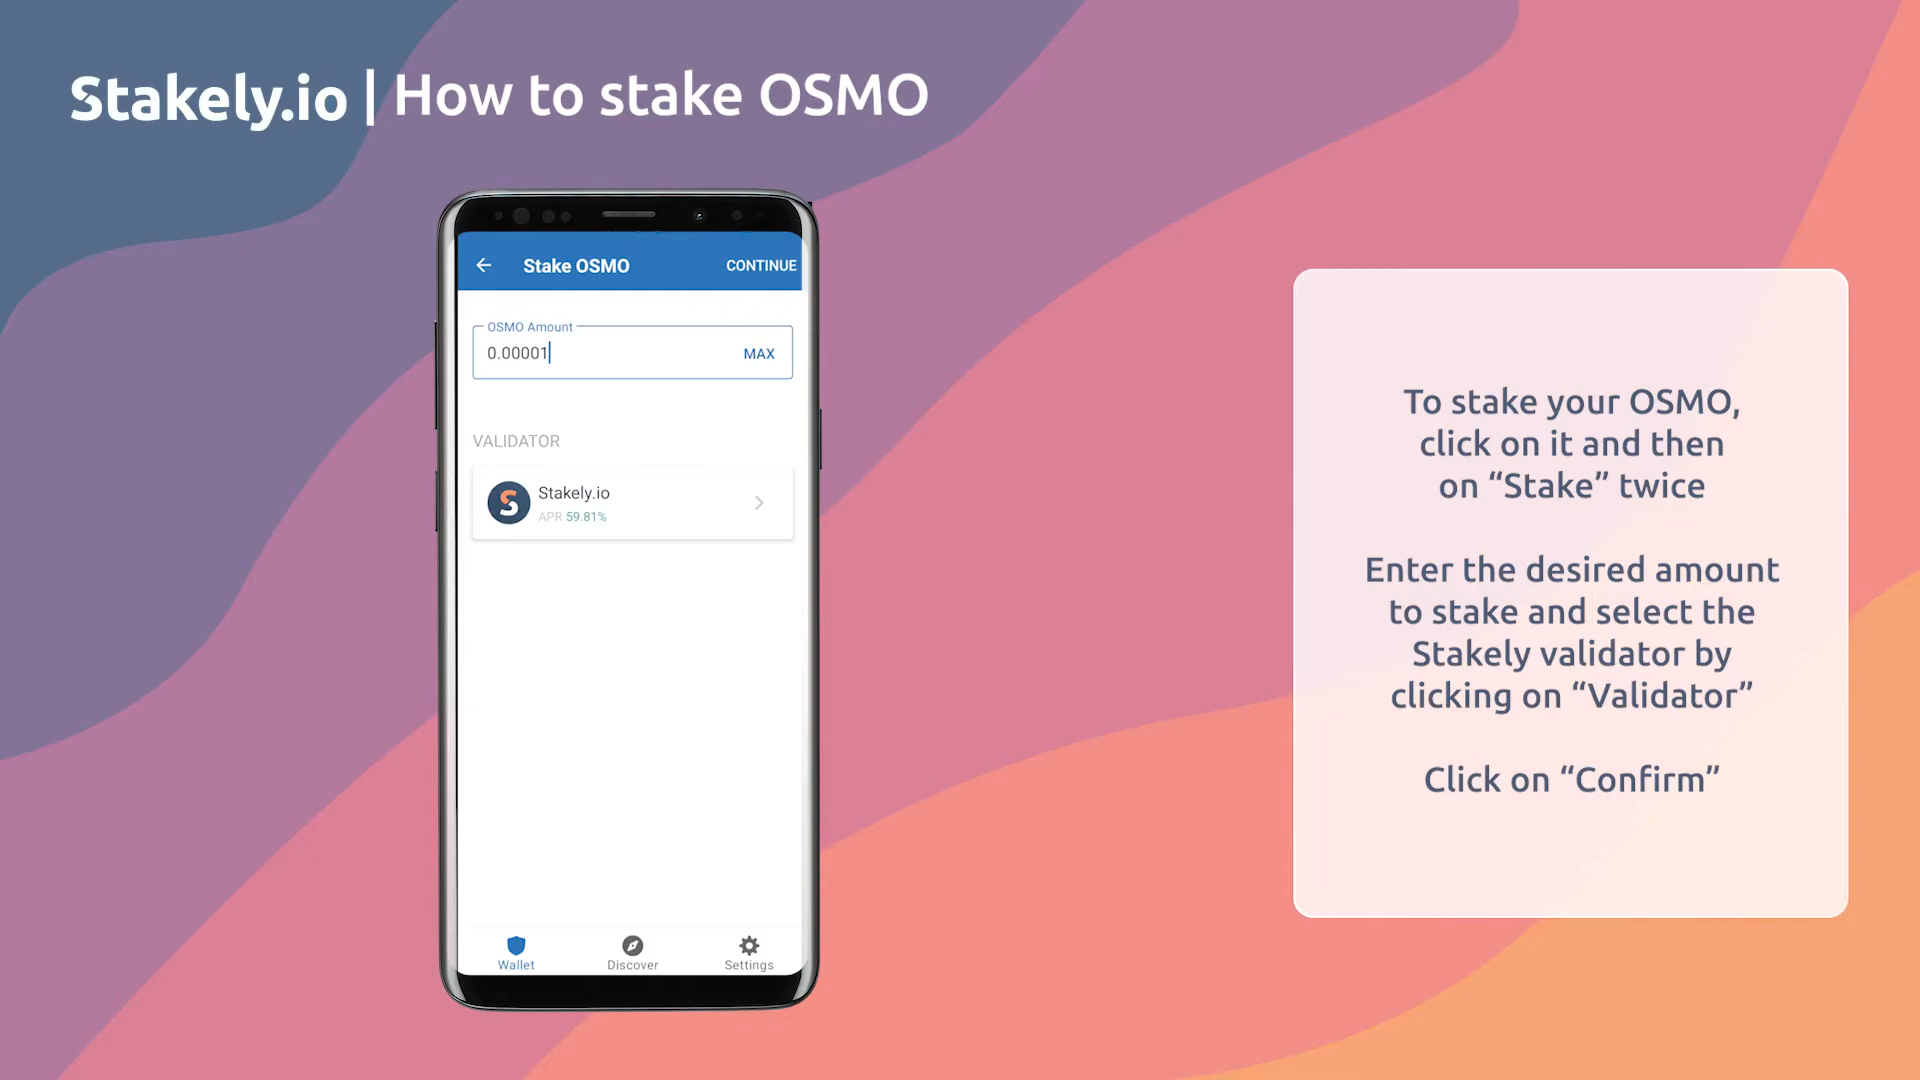 Stakely.io | How to stake OSMO
Stake OSMO
CONTINUE
OSMO Amount
0.00001
MAX
VALIDATOR
Stakely.io
APR 59.81%
Wallet
Discover
Settings
To stake your OSMO,
click on it and then
on “Stake” twice
Enter the desired amount
to stake and select the
Stakely validator by
clicking on “Validator”
Click on “Confirm”